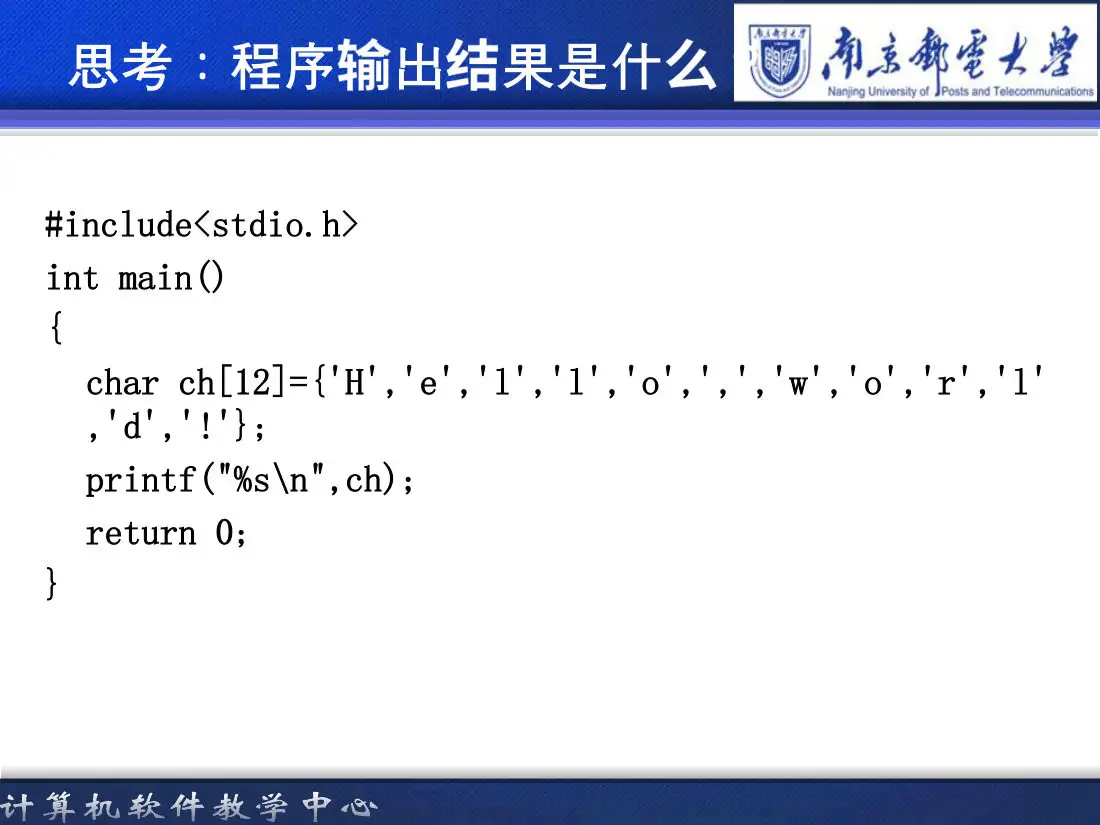 思考：程序输出结果是什么
南京邮電大学
Nanjing University of Posts and Telecommunications
#include<stdio.h>
int main()
{
char ch[12]={'H','e','l','l','o',',','w','o','r','l'
,'d','!'};
printf("%s\n",ch);
return 0;
}
计算机软件教学中心